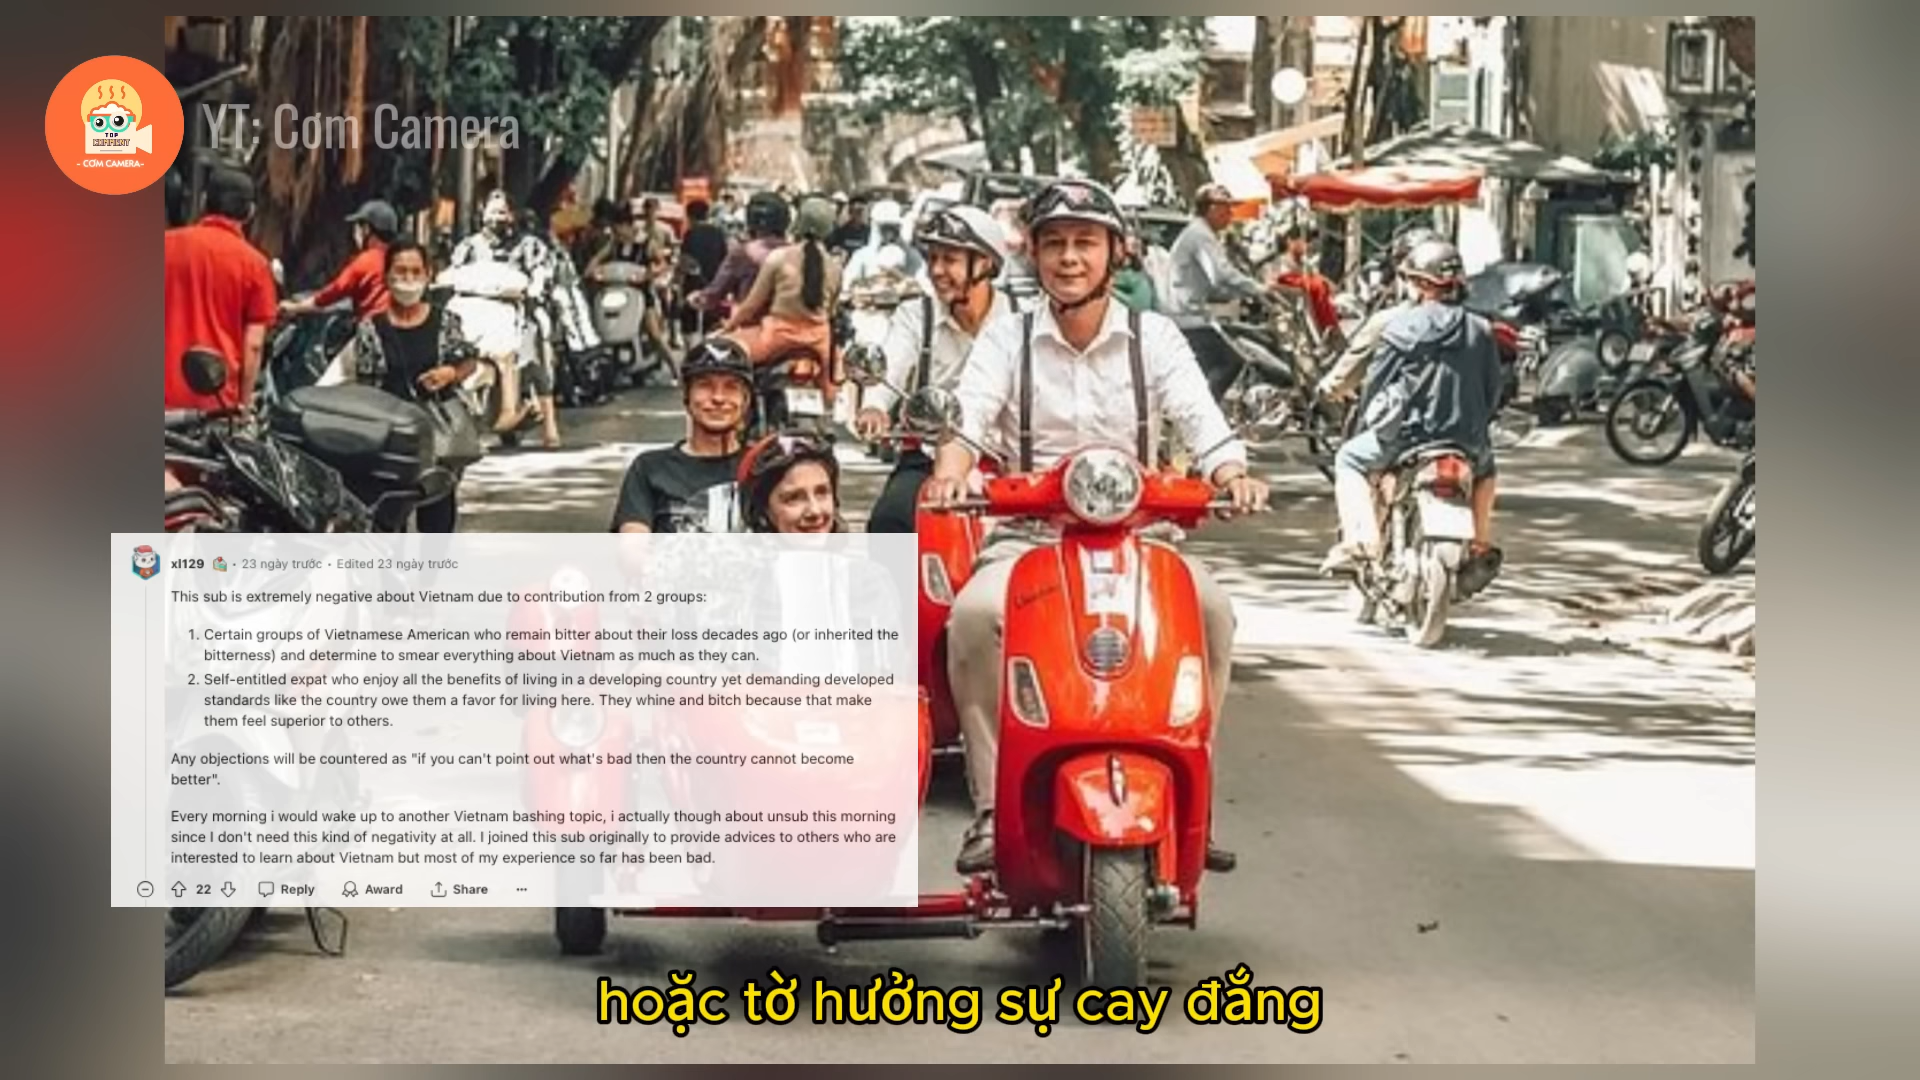 YT: Cơm Camera
TOP
COMMENT
- CƠM CAMERA-
xl129 · 23 ngày trước · Edited 23 ngày trước
This sub is extremely negative about Vietnam due to contribution from 2 groups:
1. Certain groups of Vietnamese American who remain bitter about their loss decades ago (or inherited the
bitterness) and determine to smear everything about Vietnam as much as they can.
2. Self-entitled expat who enjoy all the benefits of living in a developing country yet demanding developed
standards like the country owe them a favor for living here. They whine and bitch because that make
them feel superior to others.
Any objections will be countered as "if you can't point out what's bad then the country cannot become
better".
Every morning i would wake up to another Vietnam bashing topic, i actually though about unsub this morning
since I don't need this kind of negativity at all. I joined this sub originally to provide advices to others who are
interested to learn about Vietnam but most of my experience so far has been bad.
22 Reply Award Share ...
hoặc tờ hưởng sự cay đắng